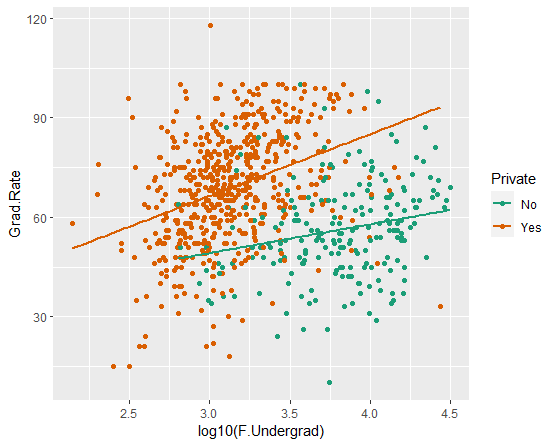 120
90
60
30
Grad.Rate
2.5 3.0 3.5 4.0 4.5
log10(F.Undergrad)
Private
No
Yes